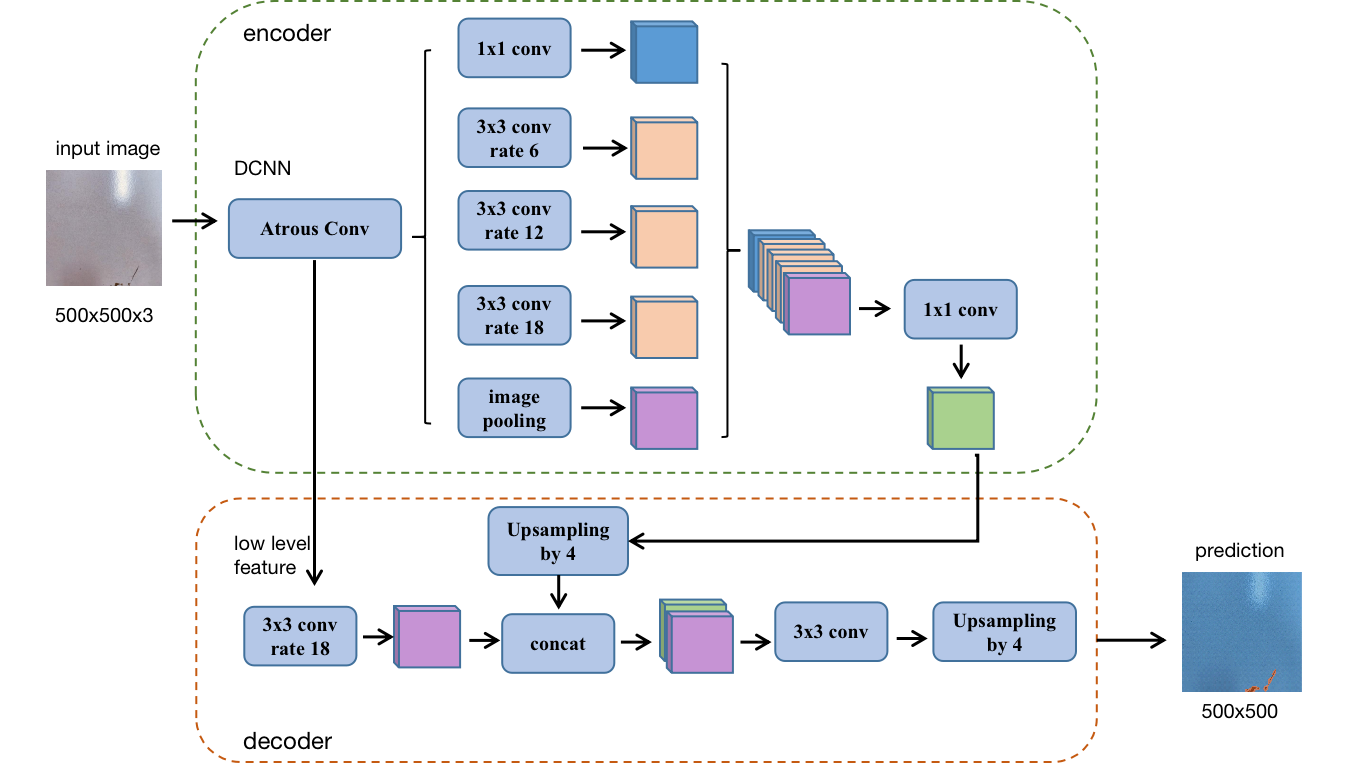 encoder
input image
500x500x3
DCNN
Atrous Conv
1x1 conv
3x3 conv
rate 6
3x3 conv
rate 12
3x3 conv
rate 18
image
pooling
1x1 conv
low level
feature
3x3 conv
rate 18
Upsampling
by 4
concat
3x3 conv
Upsampling
by 4
prediction
500x500
decoder